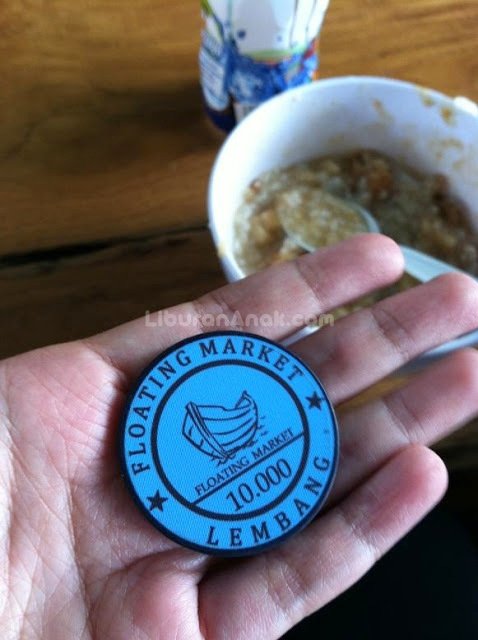 LiburanAnak.com
FLOATING MARKET
FLOATING MARKET
10.000
LEMBANG